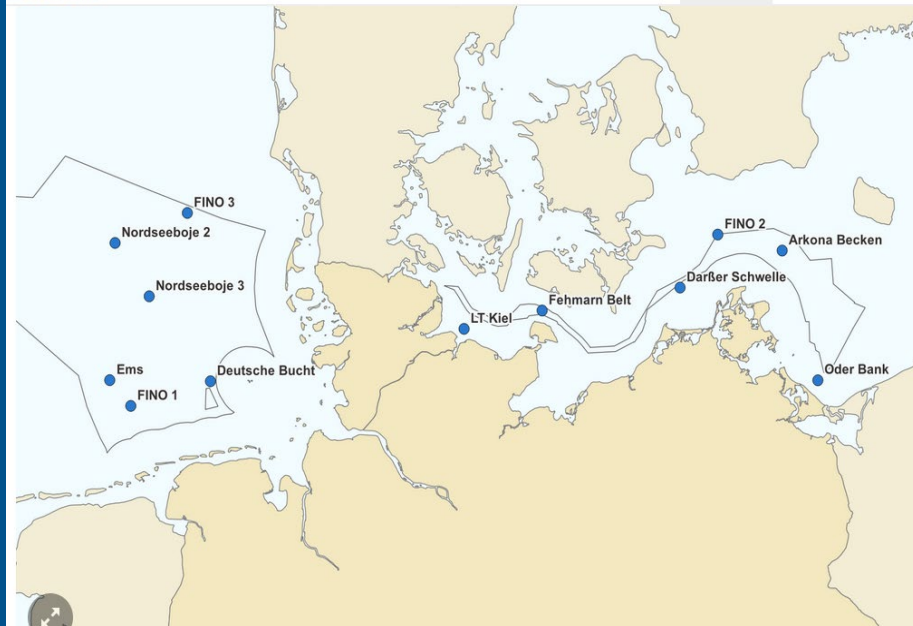 FINO 3
Nordseeboje 2
FINO 2
Arkona Becken
Nordseeboje 3
Darßer Schwelle
Fehmarn Belt
LT Kiel
Ems
Deutsche Bucht
Oder Bank
FINO 1